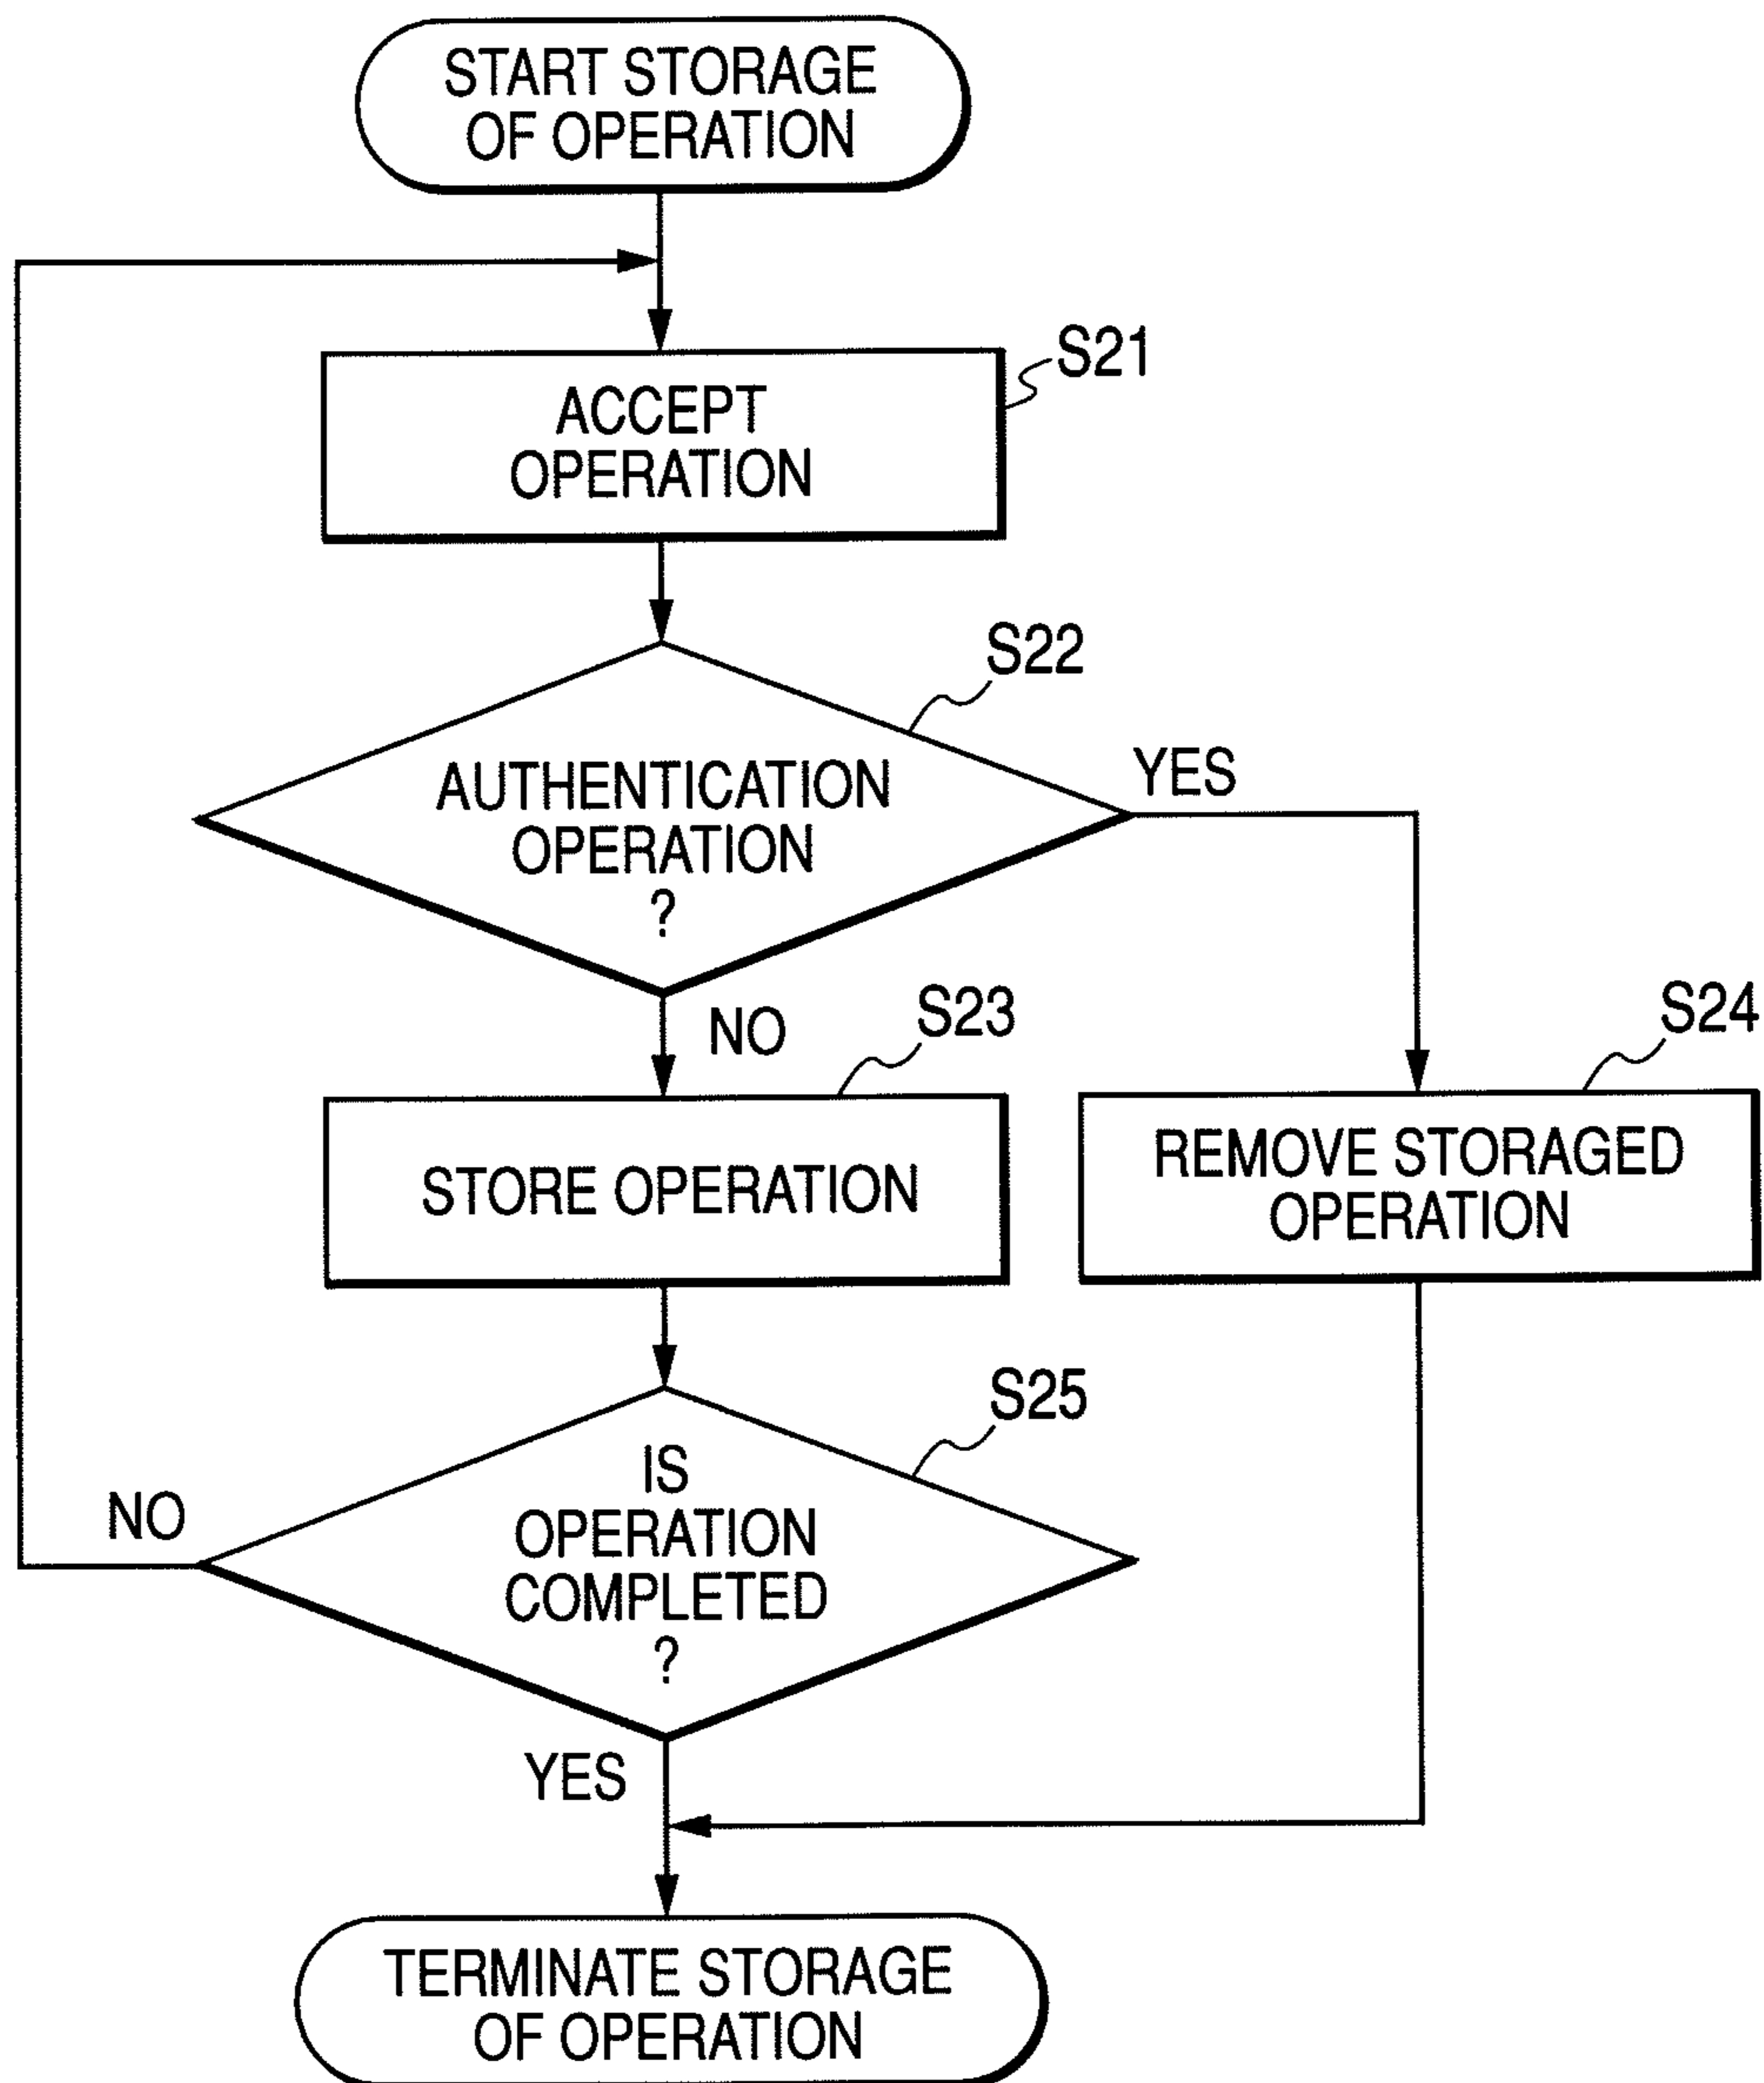 START STORAGE
OF OPERATION
S21
ACCEPT
OPERATION
S22
AUTHENTICATION
OPERATION
?
YES
NO
S23
STORE OPERATION
S24
REMOVE STORAGED
OPERATION
S25
IS
OPERATION
COMPLETED
?
NO
YES
TERMINATE STORAGE
OF OPERATION